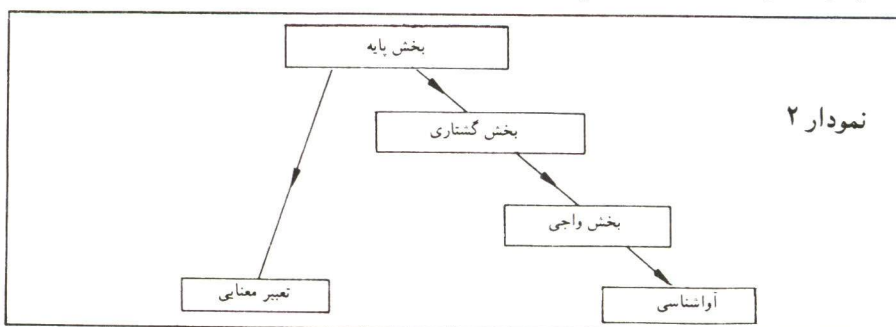 بخش پایه
نمودار ۲
بخش گشتاری
بخش واجی
تعبیر معنایی
آواشناسی